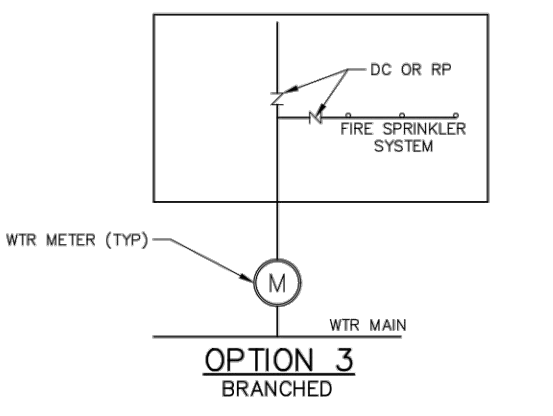 DC OR RP
FIRE SPRINKLER
SYSTEM
WTR METER (TYP)
M
WTR MAIN
OPTION 3
BRANCHED